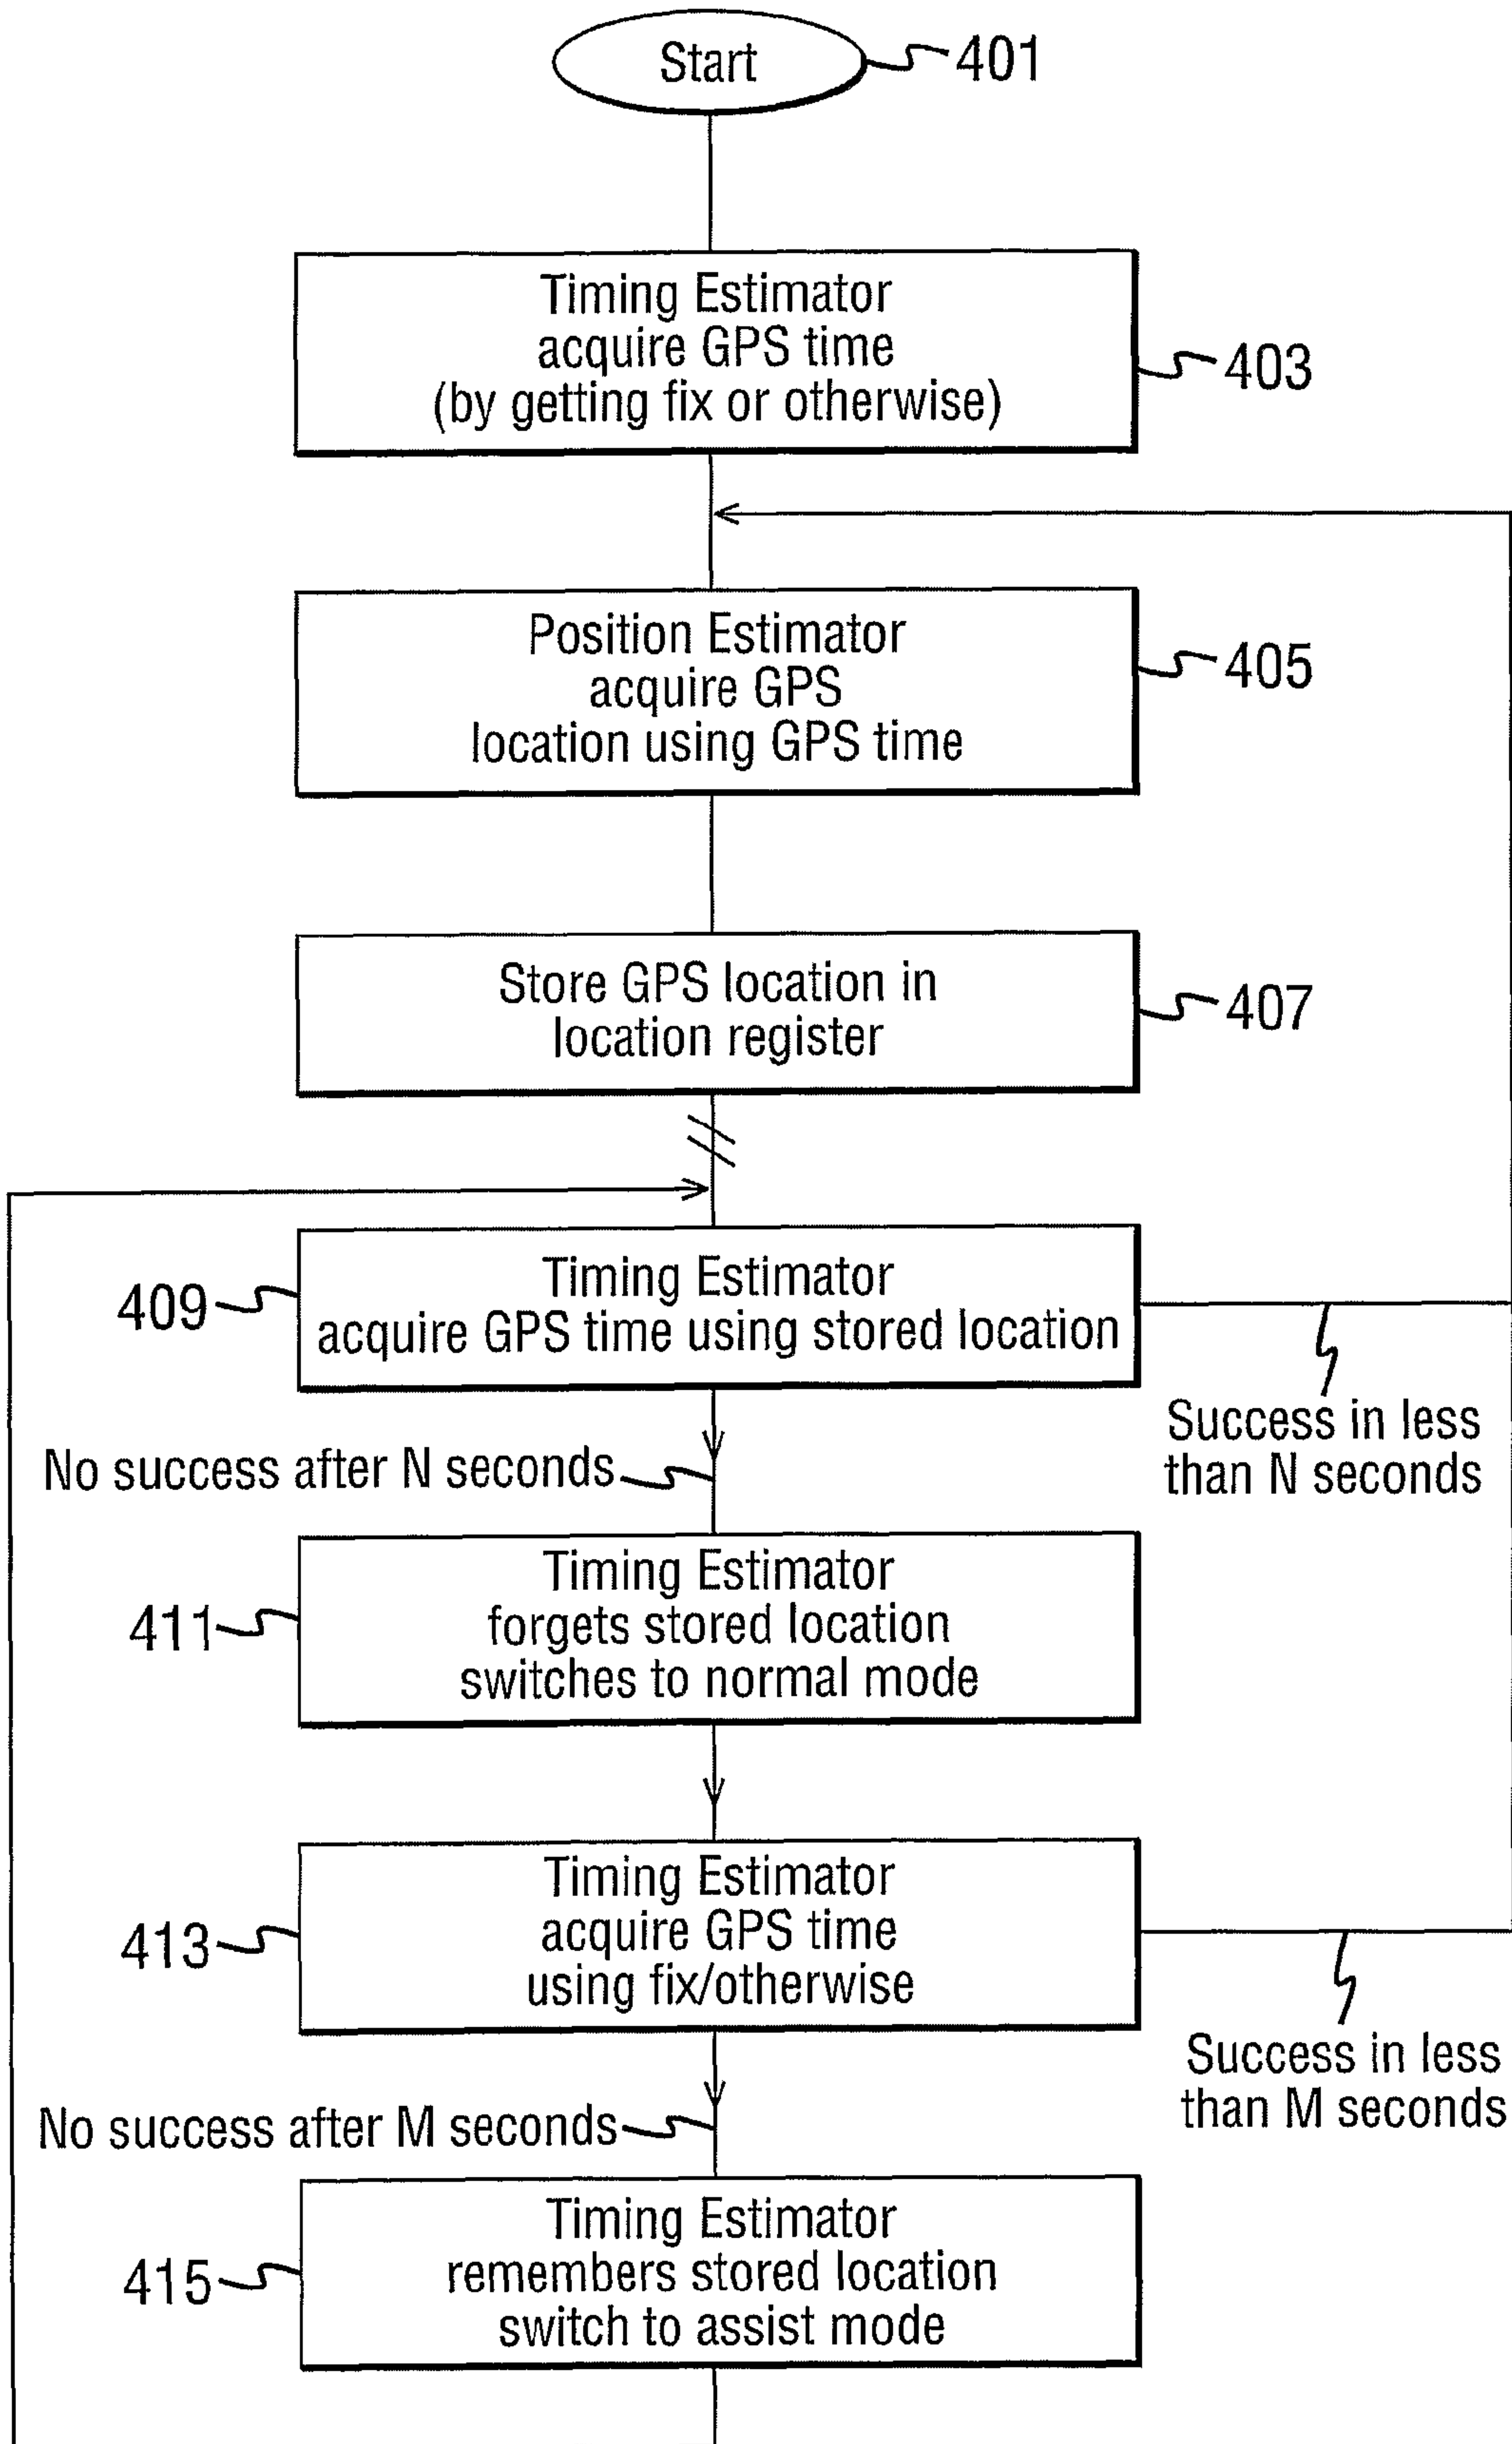 Start
401
Timing Estimator
acquire GPS time
(by getting fix or otherwise)
403
Position Estimator
acquire GPS
location using GPS time
405
Store GPS location in
location register
407
409
Timing Estimator
acquire GPS time using stored location
Success in less
than N seconds
No success after N seconds
411
Timing Estimator
forgets stored location
switches to normal mode
413
Timing Estimator
acquire GPS time
using fix/otherwise
Success in less
than M seconds
No success after M seconds
415
Timing Estimator
remembers stored location
switch to assist mode